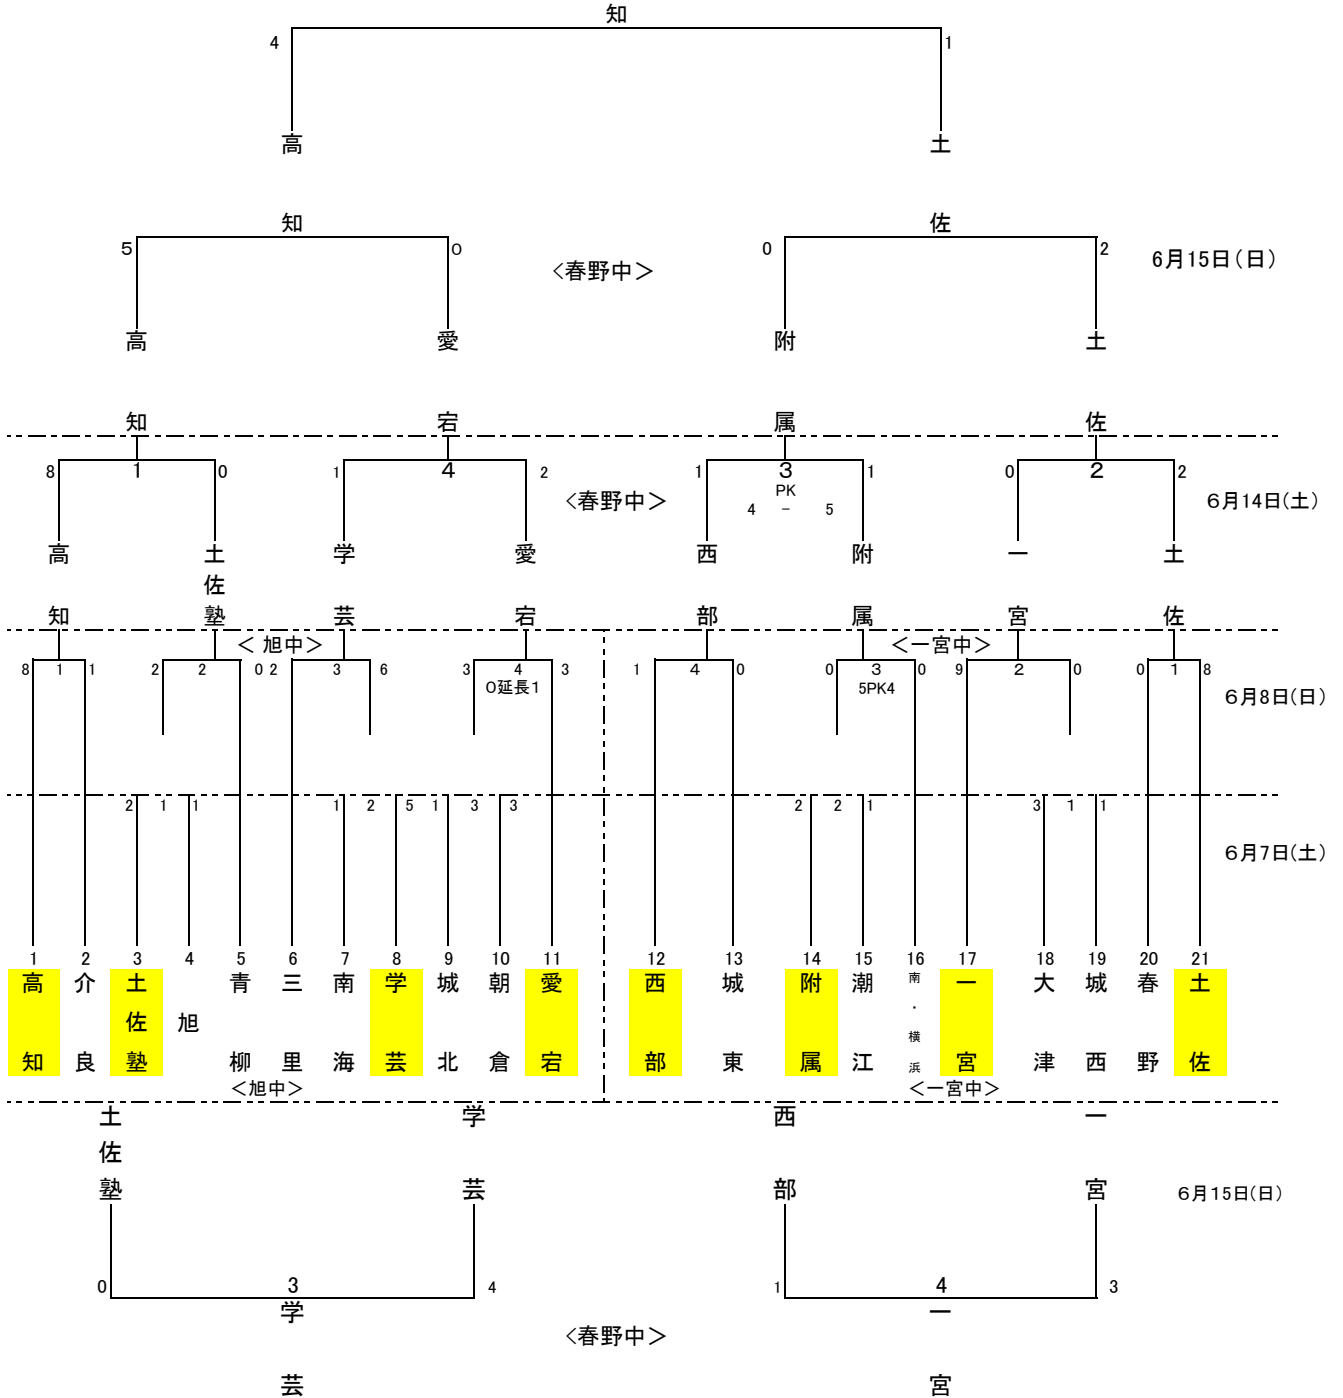 知
4 1
高 土
知 佐
5 0 0 2
<春野中> 6月15日(日)
高 愛 附 土
知 宕 属 佐
8 1 0 1 4 2 1 3 1 0 2 2
PK
<春野中> 4 - 5 6月14日(土)
高 土 学 愛 西 附 一 土
佐
知 塾 芸 宕 部 属 宮 佐
<旭中> <一宮中>
8 1 1 2 2 0 2 3 6 3 4 3 1 4 0 0 3 0 9 2 0 0 1 8
0延長1 5PK4
6月8日(日)
2 1 1 1 2 5 1 3 3 2 2 1 3 1 1
6月7日(土)
1 2 3 4 5 6 7 8 9 10 11 12 13 14 15 16 17 18 19 20 21
高知
介良
土佐塾
旭
青柳
三里
南海
学芸
城北
朝倉
愛宕
西部
城東
附属
潮江
南・横浜
一宮
大津
城西
春野
土佐
<旭中> <一宮中>
土佐塾 学芸 西部 一宮
6月15日(日)
0 3 4 1 4 3
学芸 一宮
<春野中>